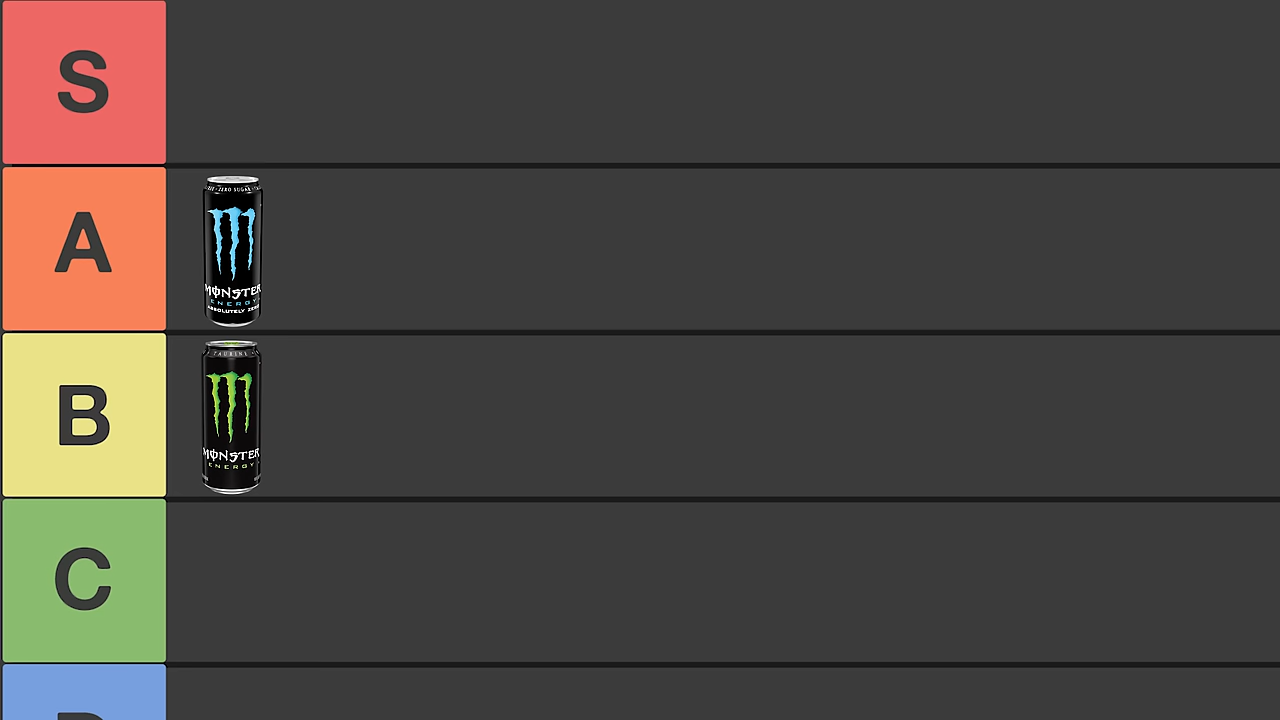 S
A
ZERO SUGAR
MONSTER
ENERGY
ABSOLUTELY ZERO
B
TAURINE
MONSTER
ENERGY
C
D